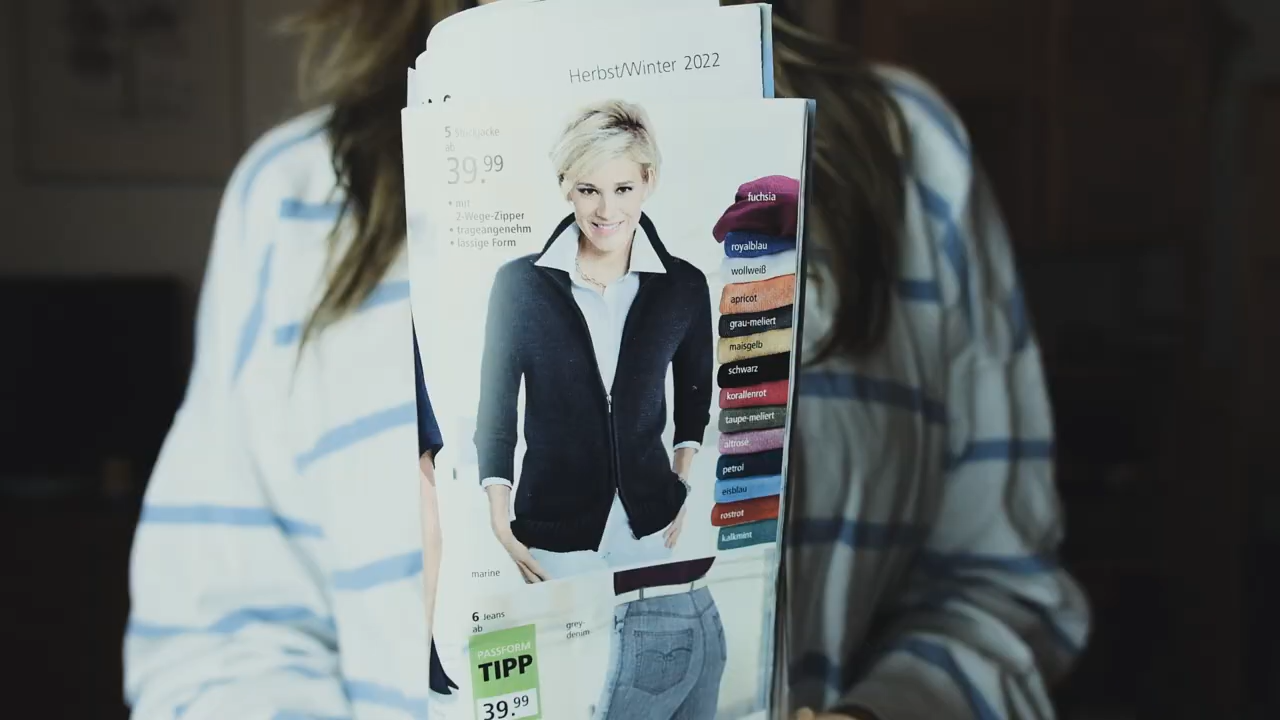 Herbst/Winter 2022
5 Strickjacke
ab
39.99
• mit
2-Wege-Zipper
• trageangenehm
• lässige Form
fuchsia
royalblau
wollweiß
apricot
grau-meliert
maisgelb
schwarz
korallenrot
taupe-meliert
altrosé
petrol
eisblau
rostrot
kalkmint
marine
6 Jeans
ab
grey-
denim
PASSFORM
TIPP
39.99